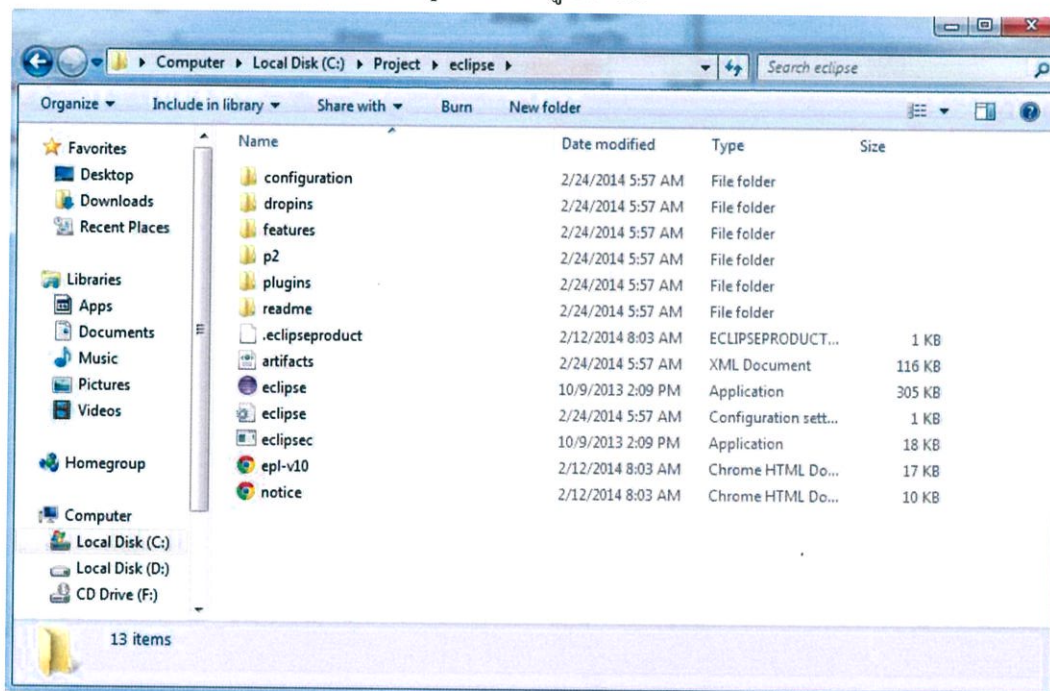 Computer ▸ Local Disk (C:) ▸ Project ▸ eclipse ▸ Search eclipse
Organize Include in library Share with Burn New folder
Name Date modified Type Size
Favorites
Desktop
Downloads
Recent Places
Libraries
Apps
Documents
Music
Pictures
Videos
Homegroup
Computer
Local Disk (C:)
Local Disk (D:)
CD Drive (F:)
configuration 2/24/2014 5:57 AM File folder
dropins 2/24/2014 5:57 AM File folder
features 2/24/2014 5:57 AM File folder
p2 2/24/2014 5:57 AM File folder
plugins 2/24/2014 5:57 AM File folder
readme 2/24/2014 5:57 AM File folder
.eclipseproduct 2/12/2014 8:03 AM ECLIPSEPRODUCT... 1 KB
artifacts 2/24/2014 5:57 AM XML Document 116 KB
eclipse 10/9/2013 2:09 PM Application 305 KB
eclipse 2/24/2014 5:57 AM Configuration sett... 1 KB
eclipsec 10/9/2013 2:09 PM Application 18 KB
epl-v10 2/12/2014 8:03 AM Chrome HTML Do... 17 KB
notice 2/12/2014 8:03 AM Chrome HTML Do... 10 KB
13 items